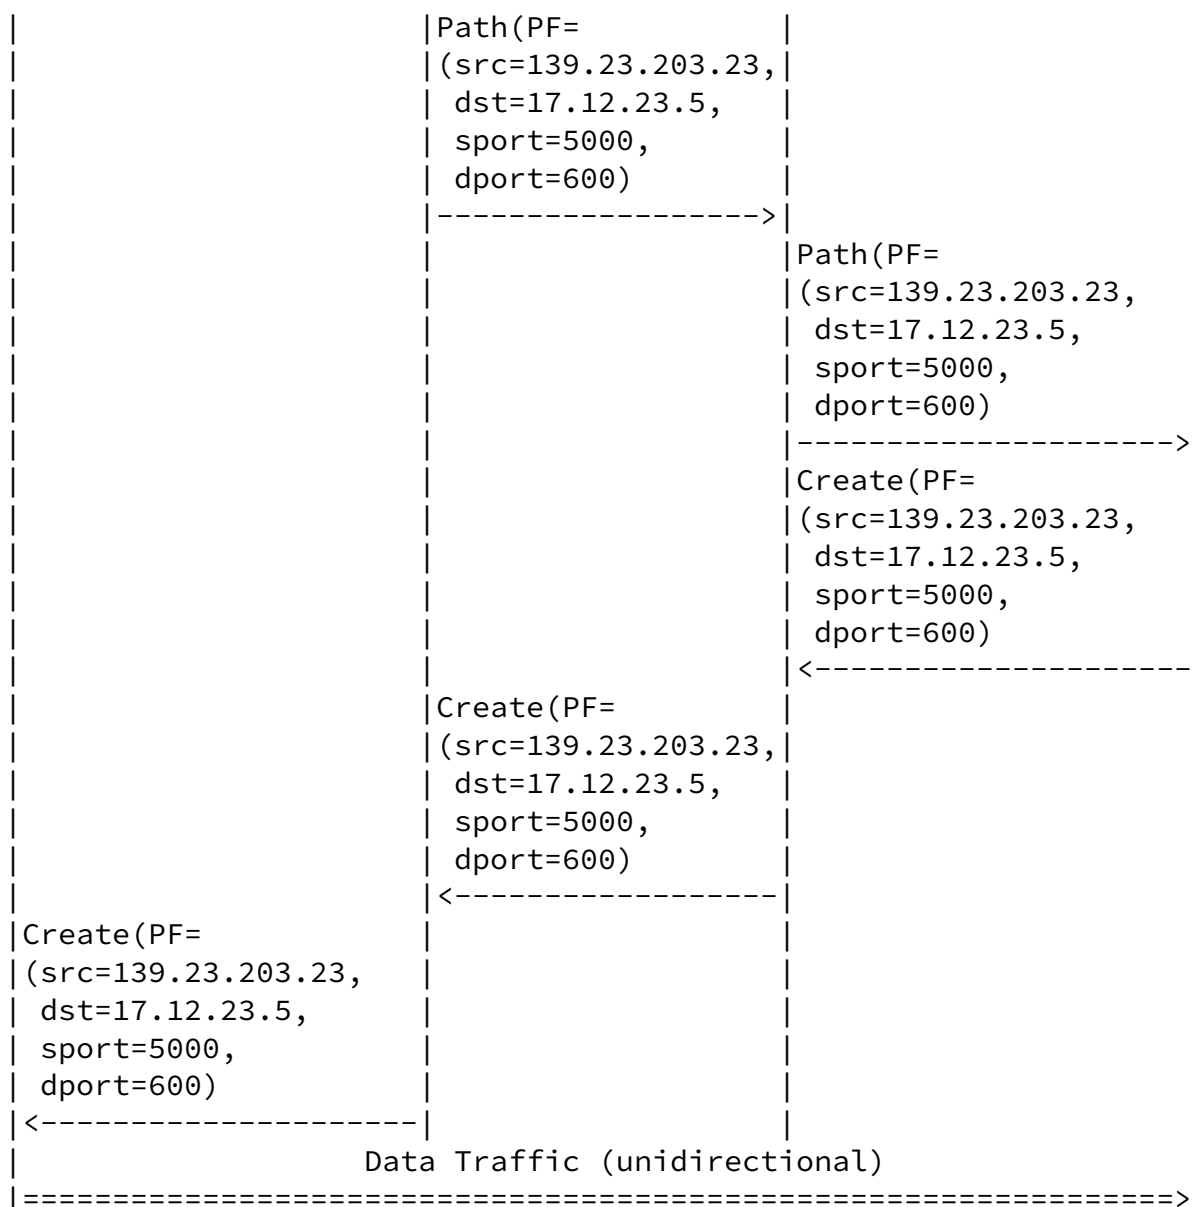 |                      |Path(PF=           |
|                      |(src=139.23.203.23,|
|                      | dst=17.12.23.5,   |
|                      | sport=5000,       |
|                      | dport=600)        |
|                      |------------------>|
|                      |                   |Path(PF=
|                      |                   |(src=139.23.203.23,
|                      |                   | dst=17.12.23.5,
|                      |                   | sport=5000,
|                      |                   | dport=600)
|                      |                   |--------------------->
|                      |                   |Create(PF=
|                      |                   |(src=139.23.203.23,
|                      |                   | dst=17.12.23.5,
|                      |                   | sport=5000,
|                      |                   | dport=600)
|                      |                   |<---------------------
|                      |Create(PF=         |
|                      |(src=139.23.203.23,|
|                      | dst=17.12.23.5,   |
|                      | sport=5000,       |
|                      | dport=600)        |
|                      |<------------------|
|Create(PF=            |                   |
|(src=139.23.203.23,   |                   |
| dst=17.12.23.5,      |                   |
| sport=5000,          |                   |
| dport=600)           |                   |
|<---------------------|                   |
|                   Data Traffic (unidirectional)
|================================================================>